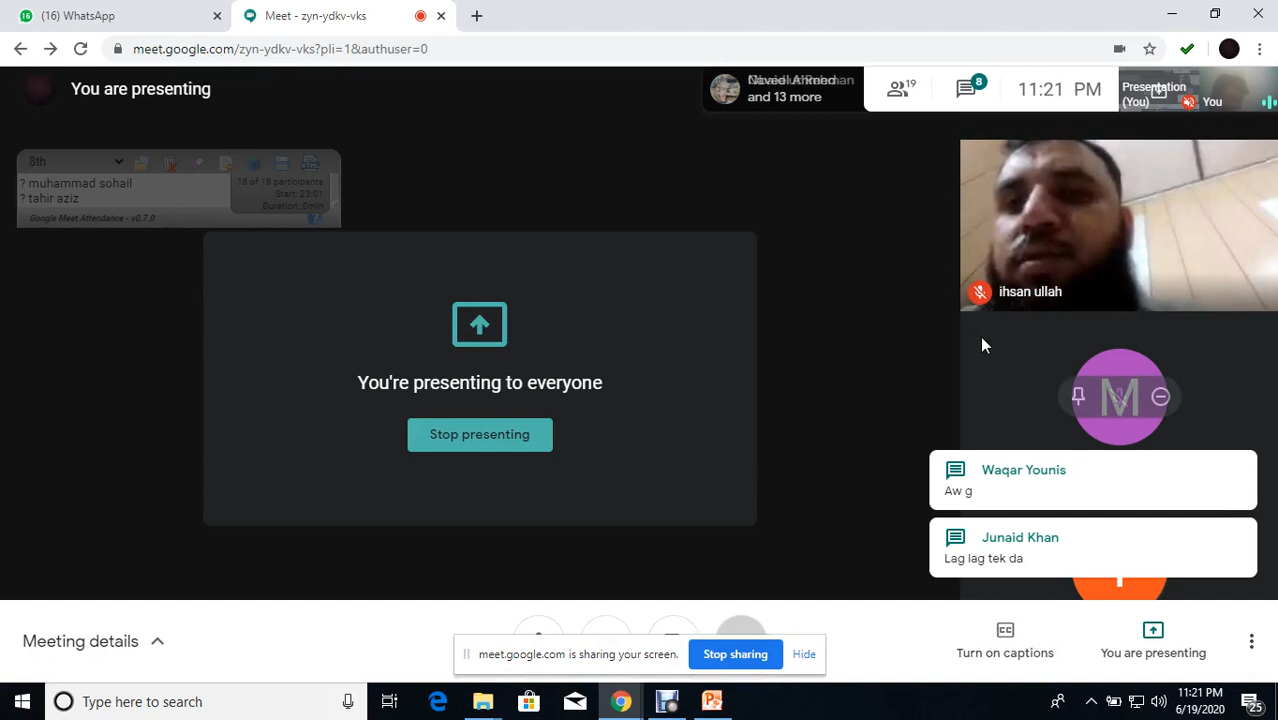 (16) WhatsApp
Meet - zyn-ydkv-vks
meet.google.com/zyn-ydkv-vks?pli=1&authuser=0
You are presenting
Naveed Ahmed
and 13 more
19
8
11:21 PM
Presentation
(You)
You
8th
? muhammad sohail
? tahir aziz
18 of 18 participants
Start: 23:01
Duration: 0min
Google Meet Attendance - v0.7.0
?
HTML
ihsan ullah
You're presenting to everyone
Stop presenting
M
Waqar Younis
Aw g
Junaid Khan
Lag lag tek da
Meeting details
meet.google.com is sharing your screen.
Stop sharing
Hide
CC
Turn on captions
You are presenting
Type here to search
11:21 PM
6/19/2020
25